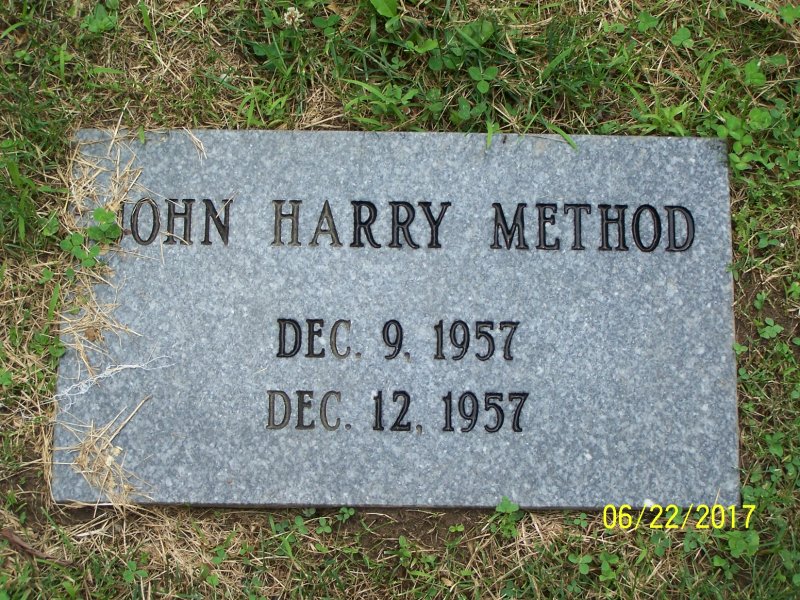 JOHN HARRY METHOD
DEC. 9, 1957
DEC. 12, 1957
06/22/2017